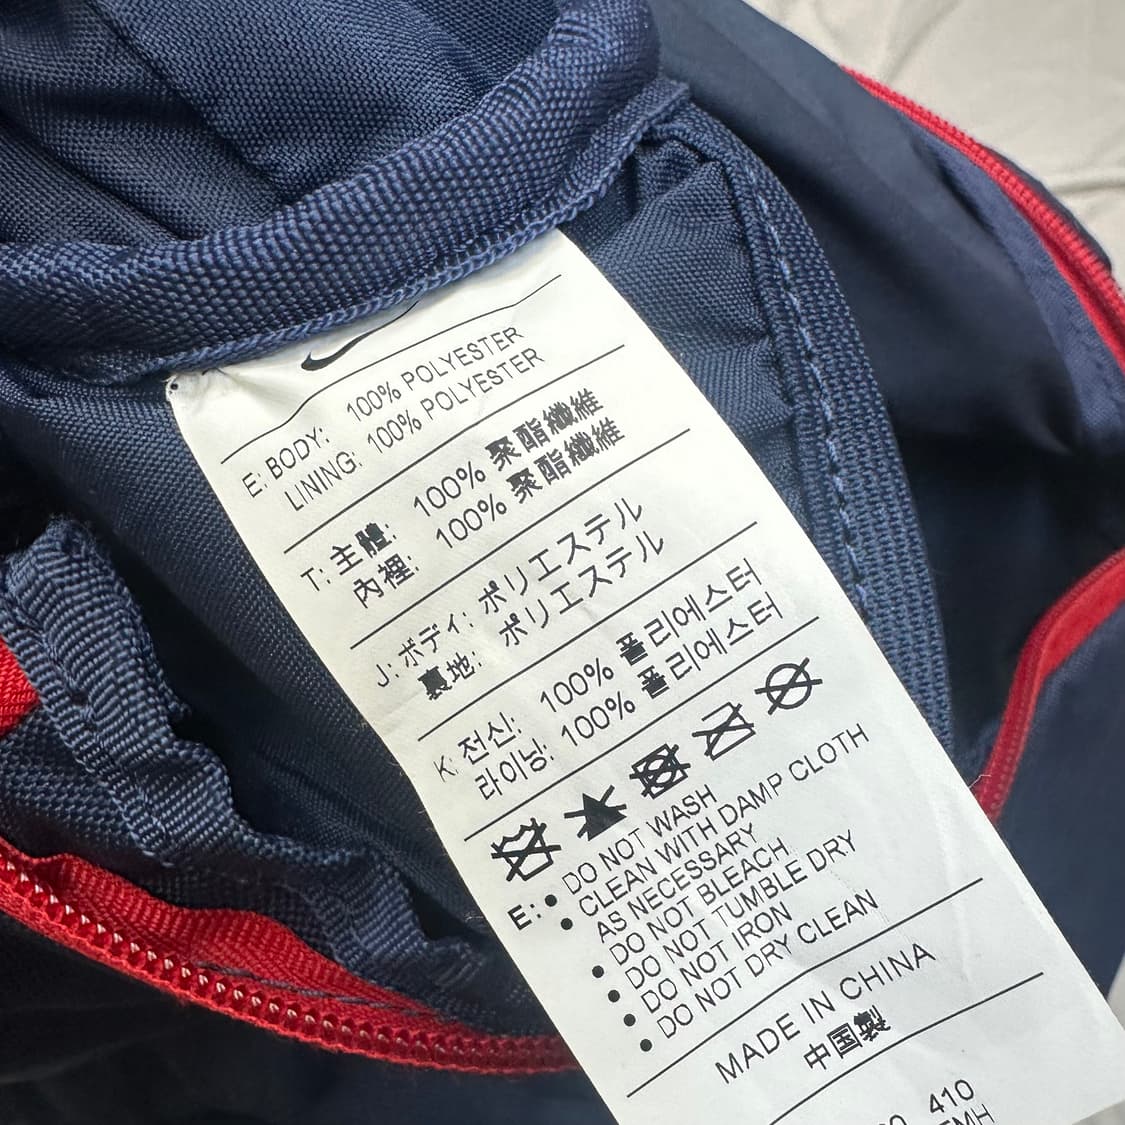 E: BODY: 100% POLYESTER
LINING: 100% POLYESTER
T: 主體: 100% 聚酯纖維
內裡: 100% 聚酯纖維
J: ボディ: ポリエステル
裏地: ポリエステル
K: 전신: 100% 폴리에스터
라이닝: 100% 폴리에스터
E: • DO NOT WASH
• CLEAN WITH DAMP CLOTH
AS NECESSARY
• DO NOT BLEACH
• DO NOT TUMBLE DRY
• DO NOT IRON
• DO NOT DRY CLEAN
MADE IN CHINA
中国製
410